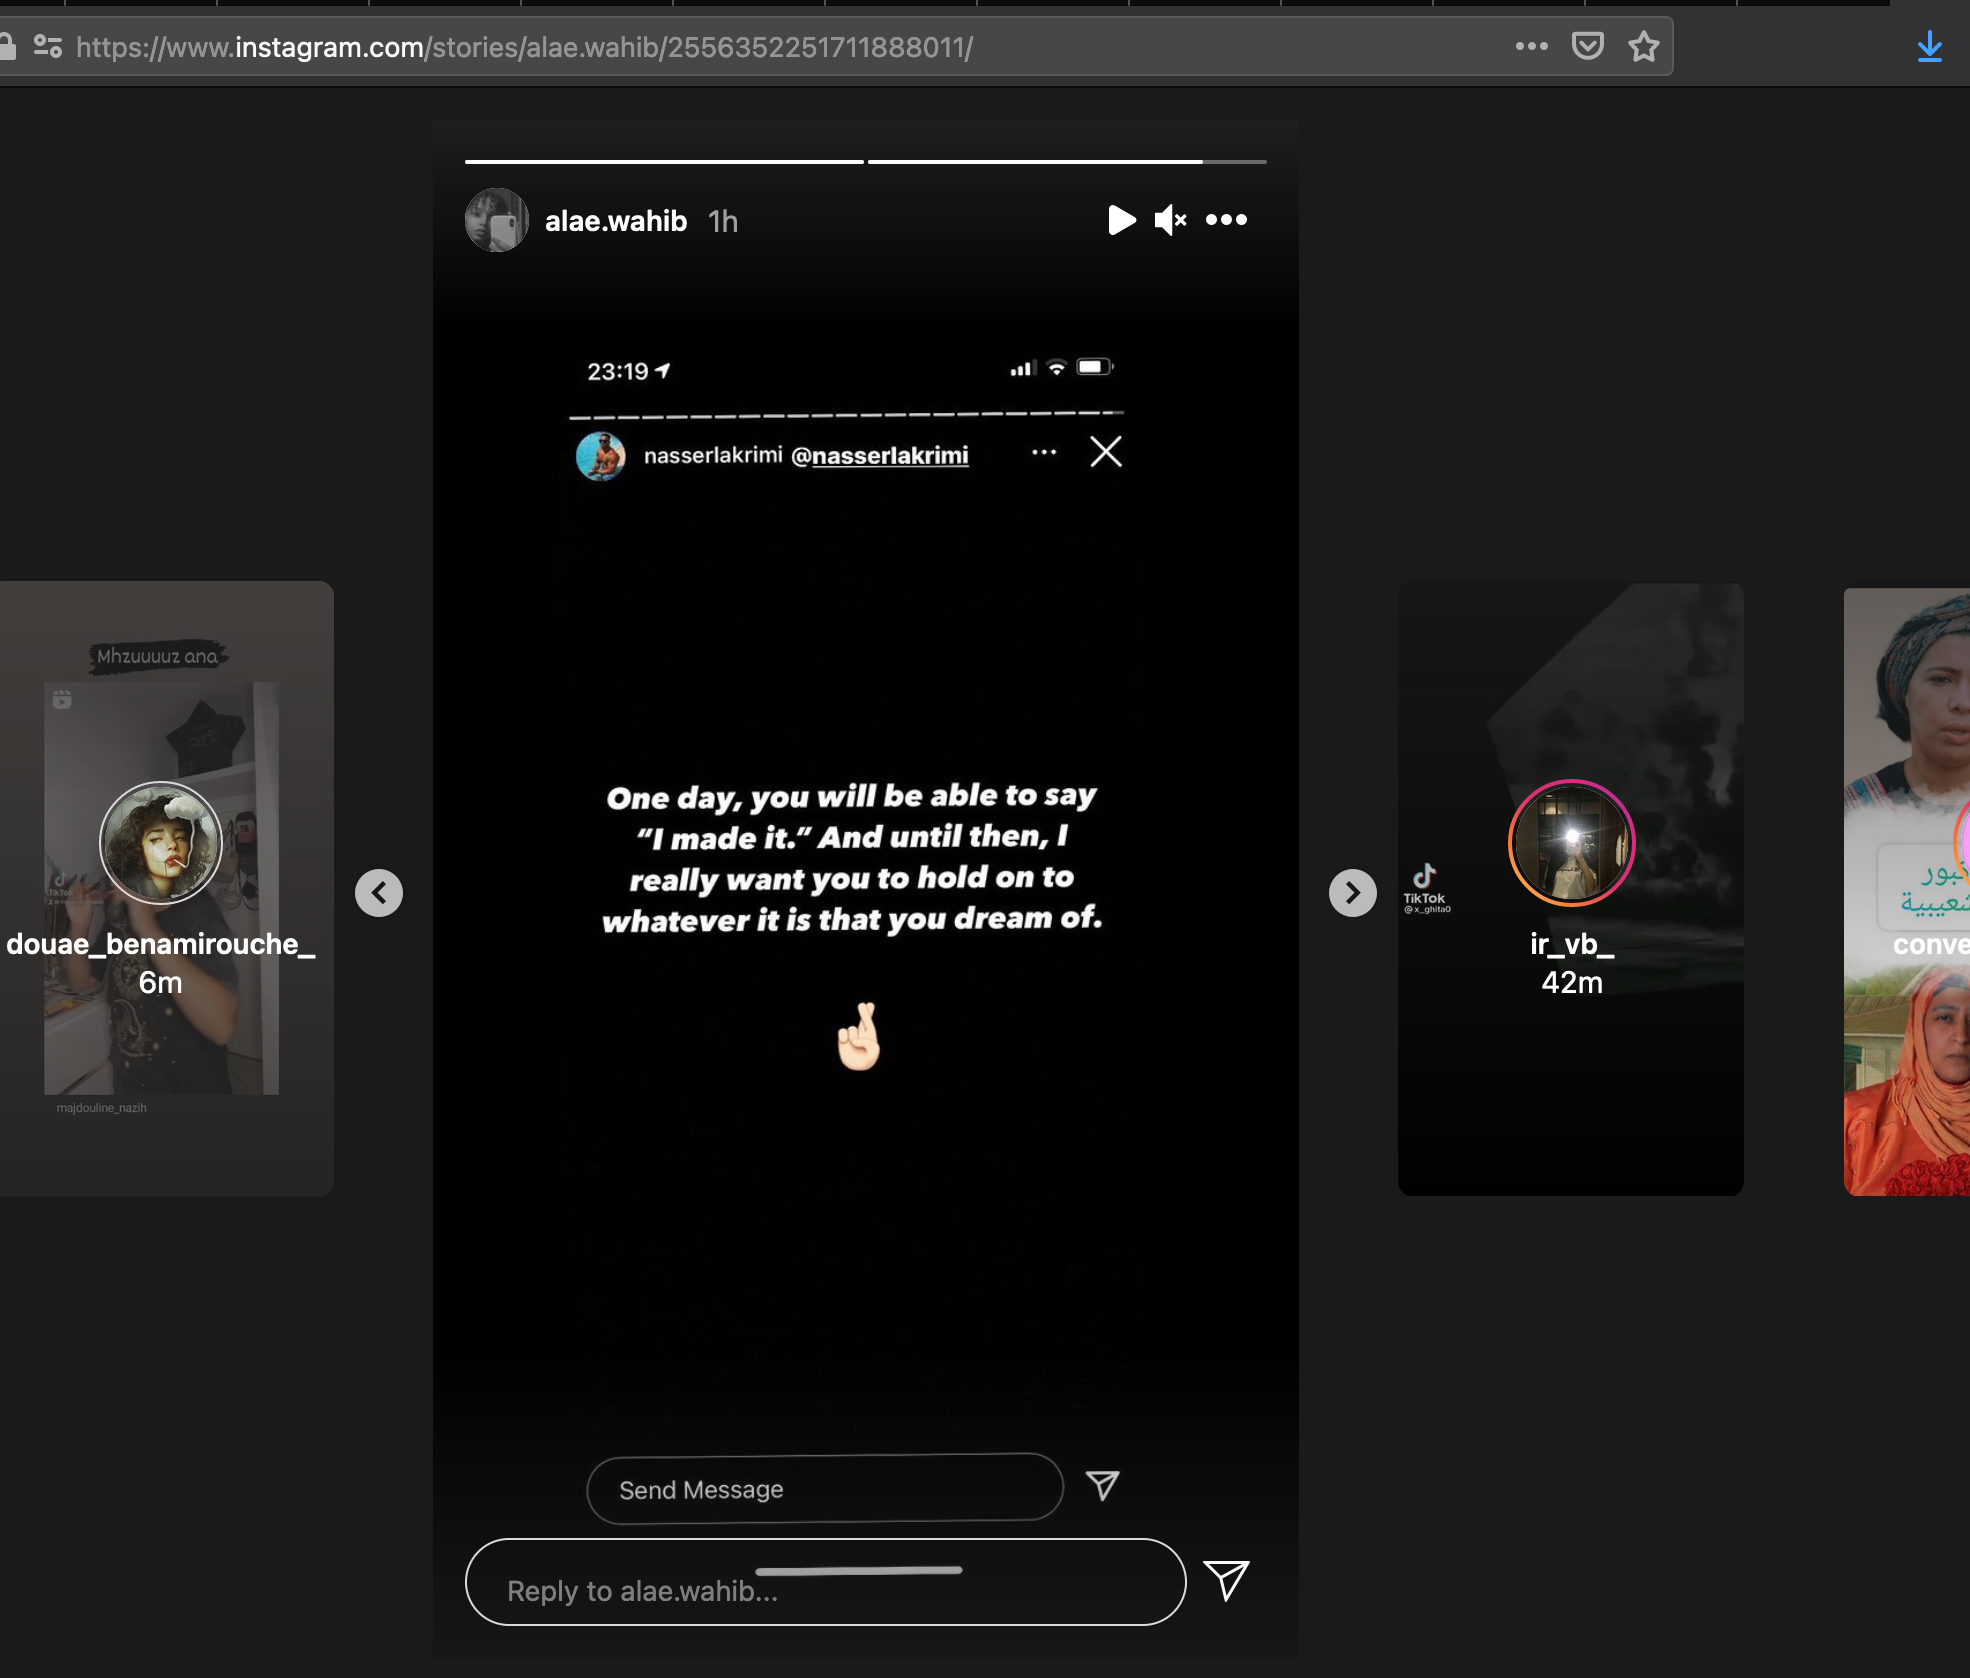 https://www.instagram.com/stories/alae.wahib/2556352251711888011/
alae.wahib 1h
23:19
nasserlakrimi @nasserlakrimi
One day, you will be able to say
“I made it.” And until then, I
really want you to hold on to
whatever it is that you dream of.
Send Message
Reply to alae.wahib...
Mhzuuuuz ana
TikTok
douae_benamirouche_
6m
majdouline_nazih
TikTok
@x_ghita0
ir_vb_
42m
conve